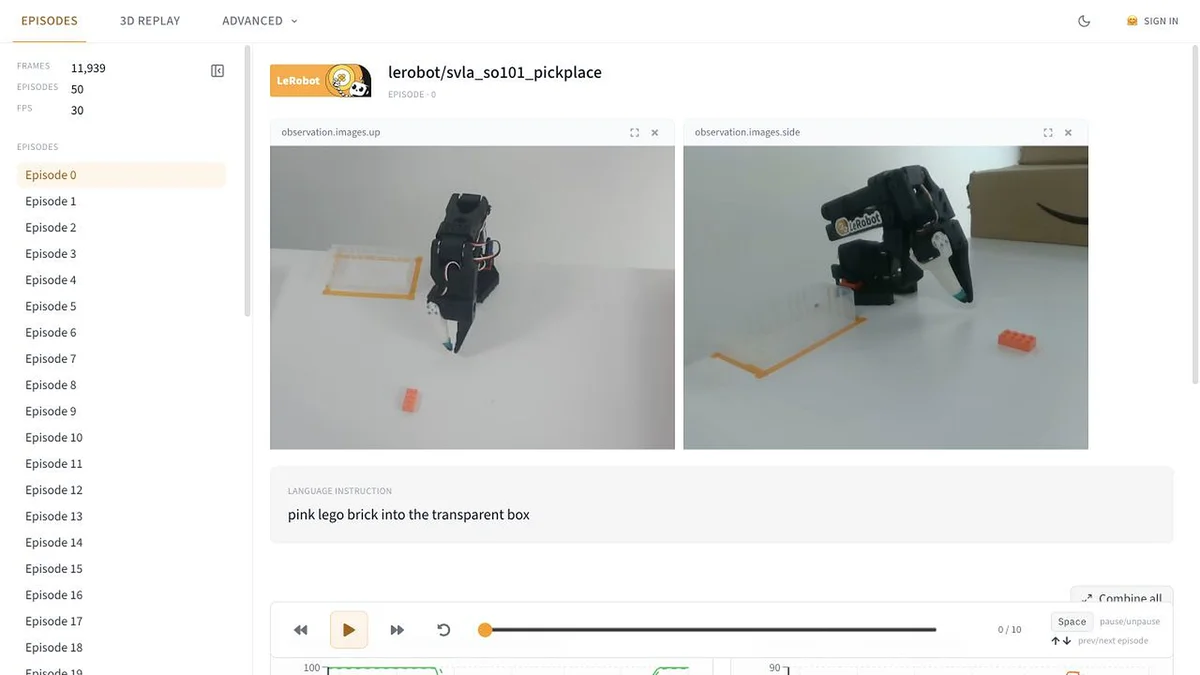 EPISODES
3D REPLAY
ADVANCED
SIGN IN
FRAMES 11,939
EPISODES 50
FPS 30
EPISODES
Episode 0
Episode 1
Episode 2
Episode 3
Episode 4
Episode 5
Episode 6
Episode 7
Episode 8
Episode 9
Episode 10
Episode 11
Episode 12
Episode 13
Episode 14
Episode 15
Episode 16
Episode 17
Episode 18
Episode 19
LeRobot
lerobot/svla_so101_pickplace
EPISODE · 0
observation.images.up
observation.images.side
LeRobot
LANGUAGE INSTRUCTION
pink lego brick into the transparent box
Combine all
0 / 10
Space pause/unpause
↑↓ prev/next episode
100
90